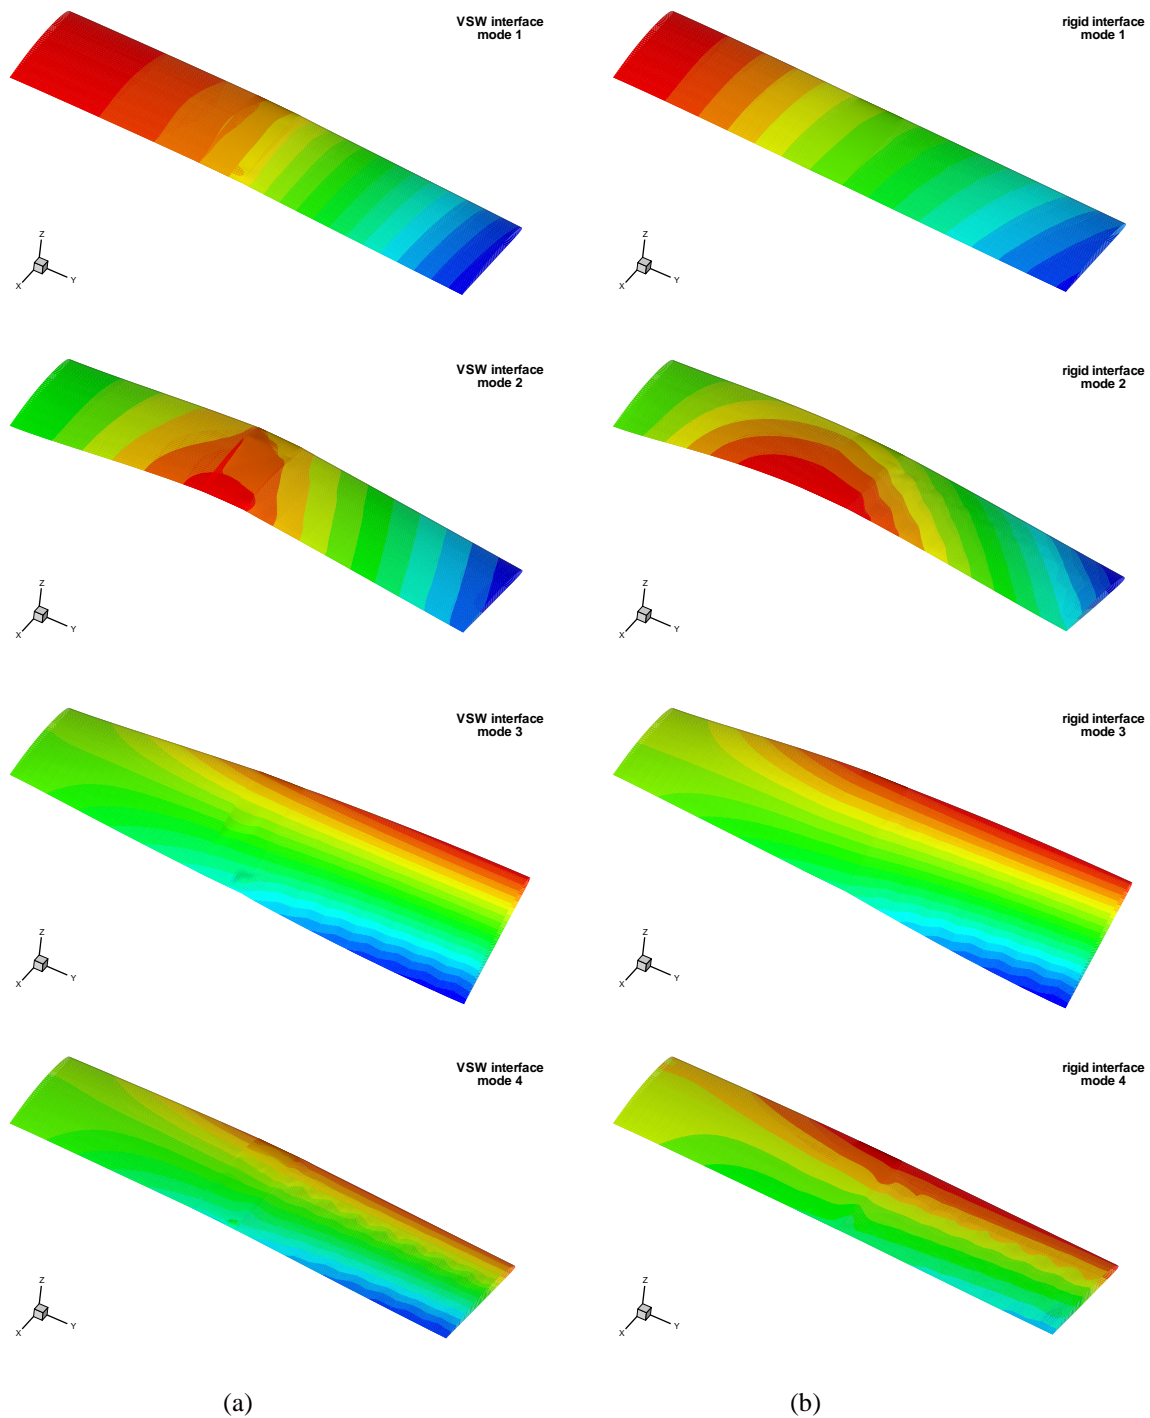 VSW interface
mode 1
rigid interface
mode 1
Z
X
Y
Z
X
Y
VSW interface
mode 2
rigid interface
mode 2
Z
X
Y
Z
X
Y
VSW interface
mode 3
rigid interface
mode 3
Z
X
Y
Z
X
Y
VSW interface
mode 4
rigid interface
mode 4
Z
X
Y
Z
X
Y
(a)
(b)